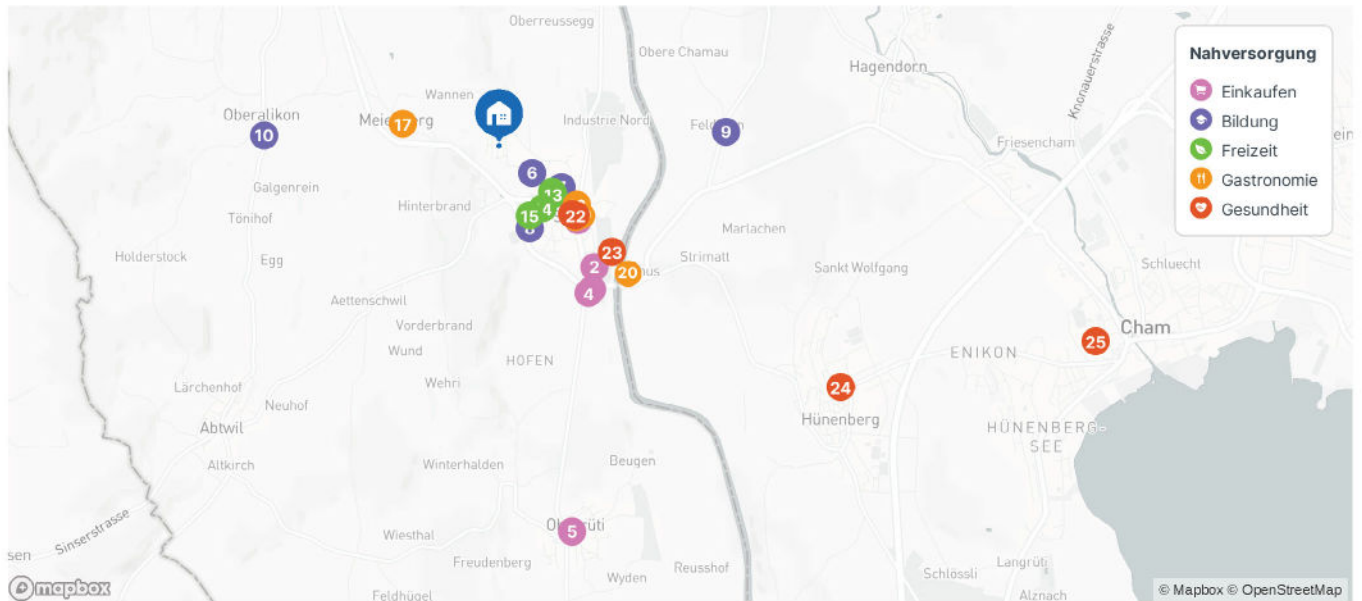 Oberreussegg
Obere Chamau
Hagendorn
Knonauerstrasse
Nahversorgung
Einkaufen
Bildung
Freizeit
Gastronomie
Gesundheit
Wannen
Oberalikon
Industrie Nord
Friesencham
10
17
9
6
Galgenrein
13
Hinterbrand
4
15
22
8
Tönihof
Marlachen
Holderstock
Egg
23
Strimatt
2
20
Sankt Wolfgang
Schluecht
Aettenschwil
4
Vorderbrand
Cham
25
Wund
HÖFEN
ENIKON
Wehri
Lärchenhof
24
Neuhof
Hünenberg
Abtwil
HÜNENBERG-
SEE
Altkirch
Winterhalden
Beugen
Sinserstrasse
5
Wiesthal
Freudenberg
Reusshof
Langrüti
Wyden
Schlössli
Feldhügel
Alznach
mapbox
© Mapbox © OpenStreetMap